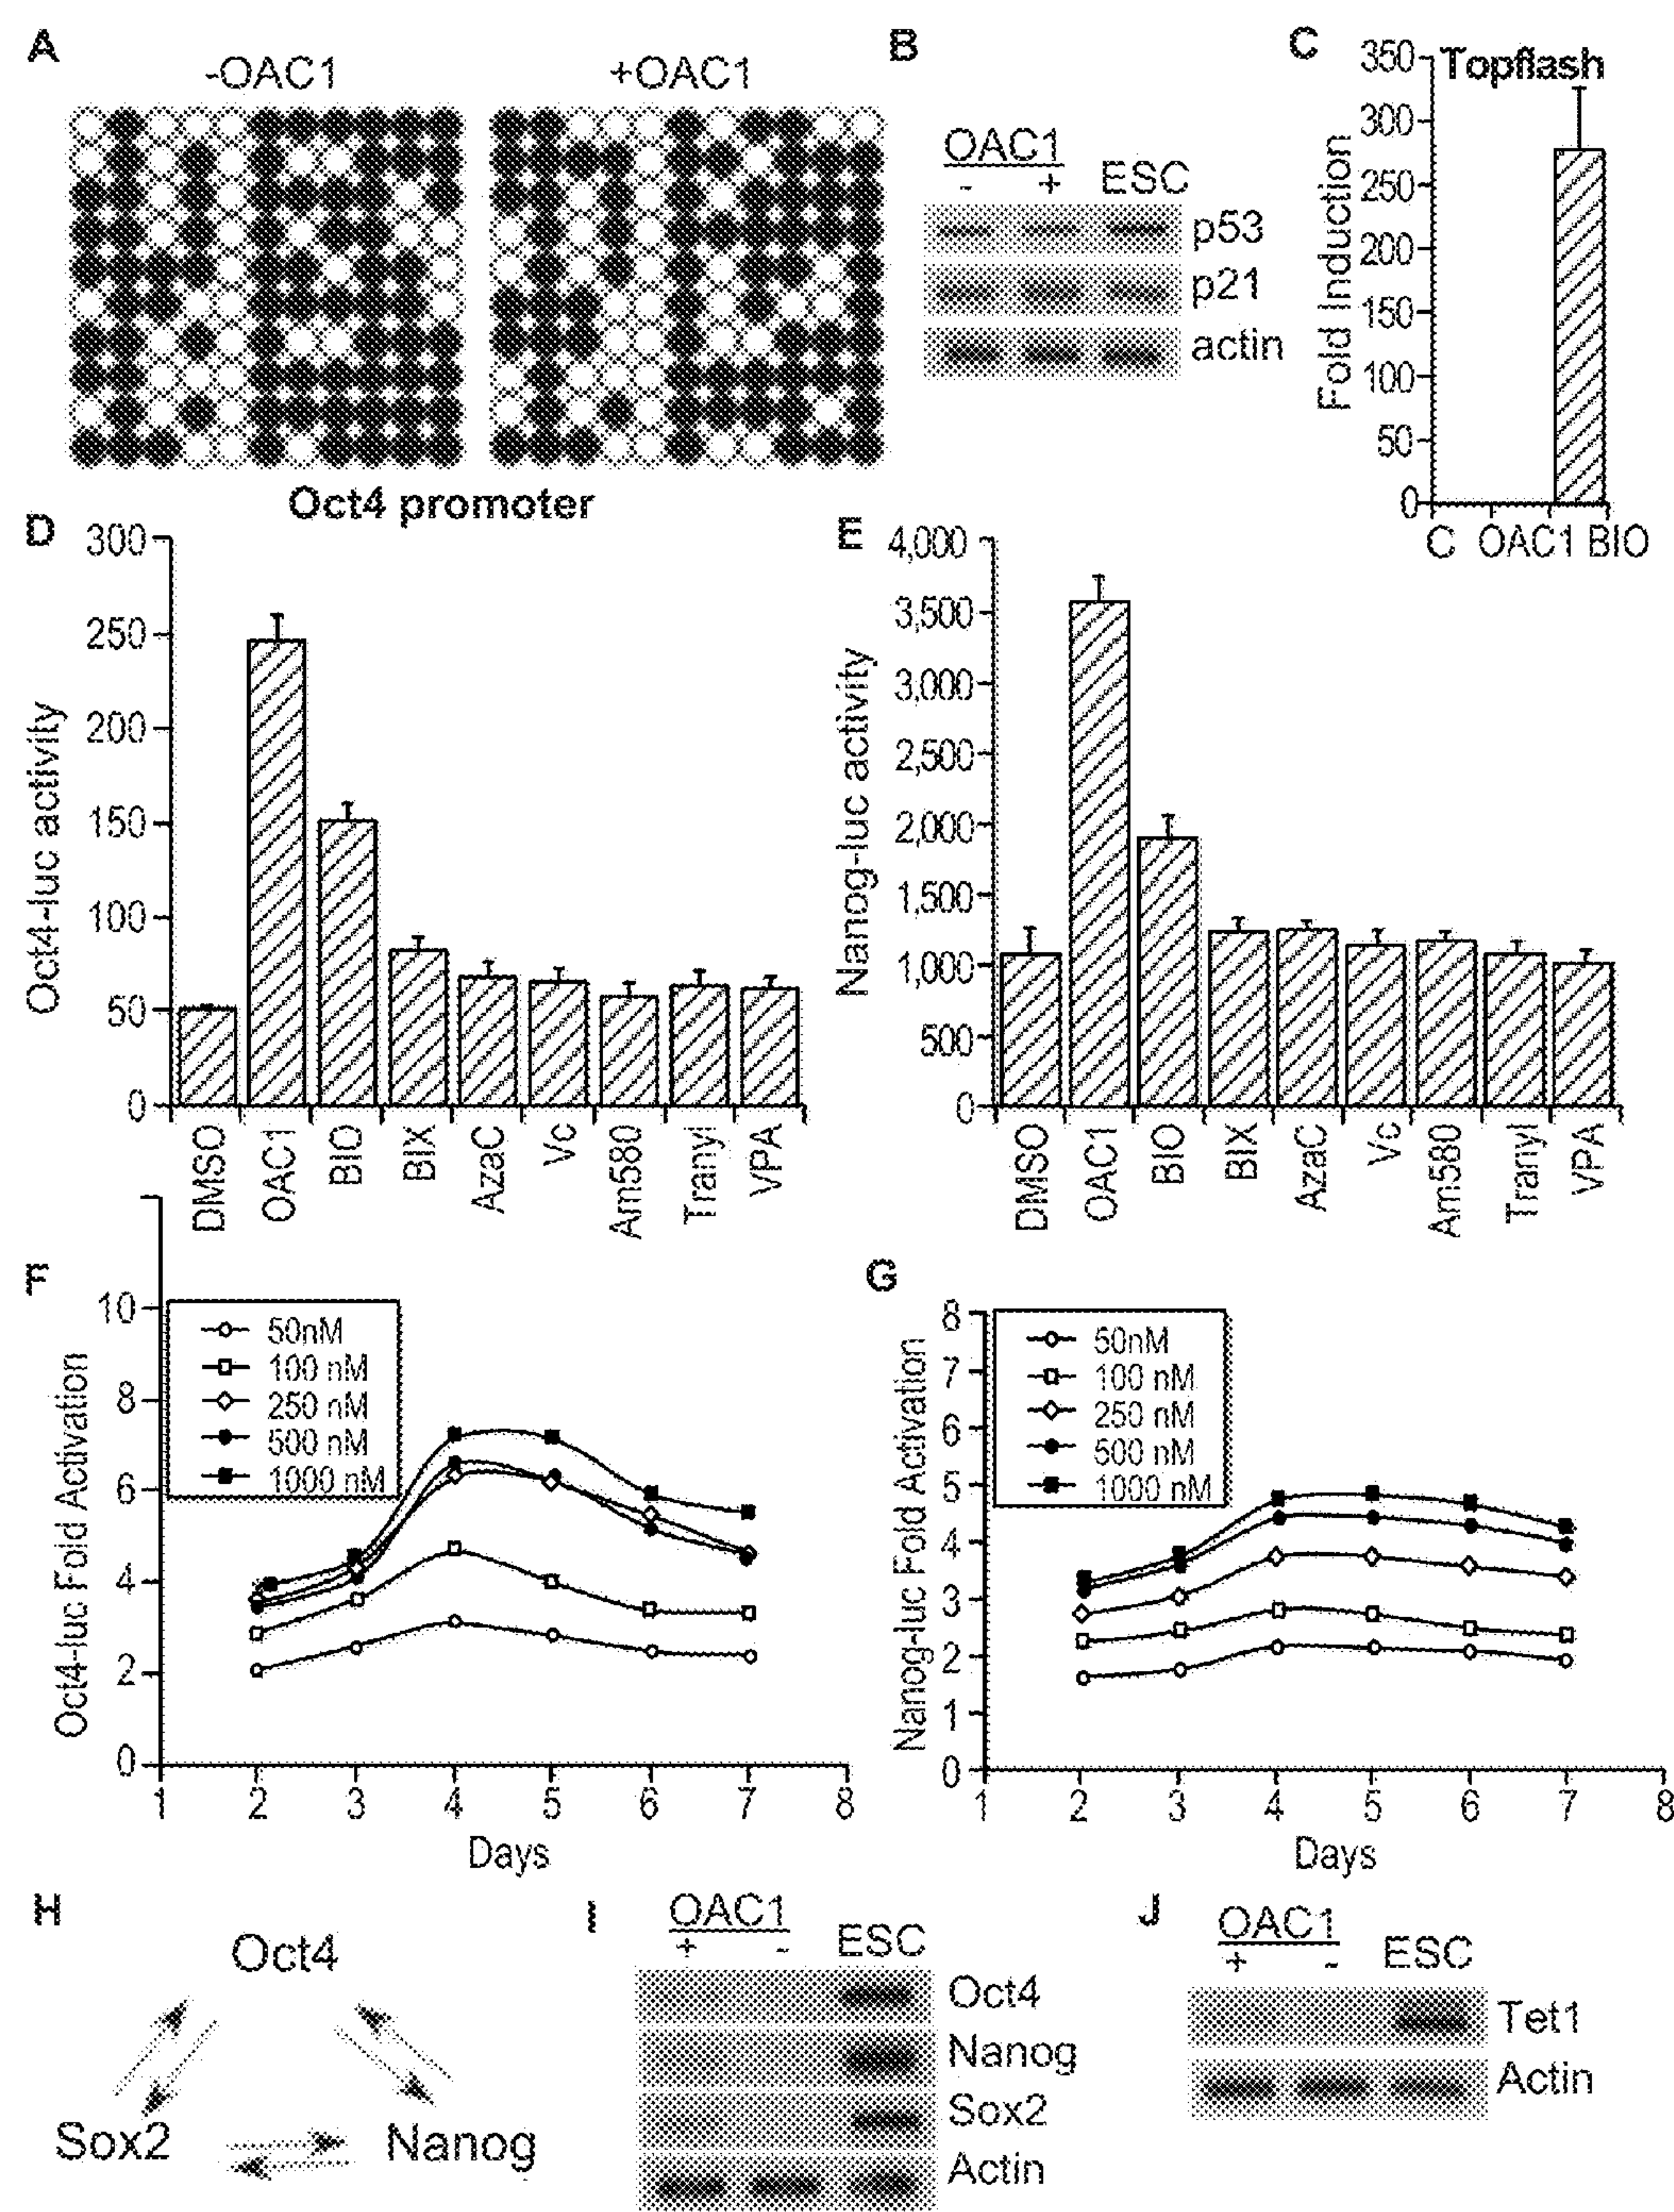 A
-OAC1 +OAC1
Oct4 promoter
B
OAC1
- + ESC
p53
p21
actin
C
Topflash
Fold Induction
350
300
250
200
150
100
50
0
C OAC1 BIO
D
Oct4-luc activity
300
250
200
150
100
50
0
DMSO
OAC1
BIO
BIX
AzaC
Vc
Am580
Tranyl
VPA
E
Nanog-luc activity
4,000
3,500
3,000
2,500
2,000
1,500
1,000
500
0
DMSO
OAC1
BIO
BIX
AzaC
Vc
Am580
Tranyl
VPA
F
Oct4-luc Fold Activation
10
8
6
4
2
0
50nM
100 nM
250 nM
500 nM
1000 nM
1 2 3 4 5 6 7 8
Days
G
Nanog-luc Fold Activation
8
7
6
5
4
3
2
1
0
50nM
100 nM
250 nM
500 nM
1000 nM
1 2 3 4 5 6 7 8
Days
H
Oct4
Sox2 Nanog
I
OAC1
+ - ESC
Oct4
Nanog
Sox2
Actin
J
OAC1
+ - ESC
Tet1
Actin